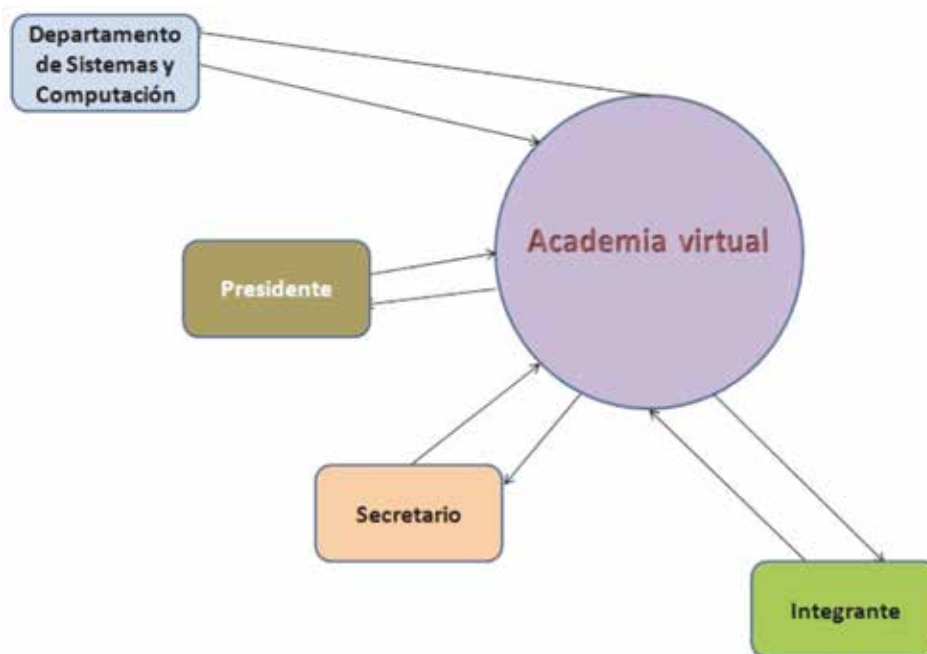 Departamento
de Sistemas y
Computación
Academia virtual
Presidente
Secretario
Integrante